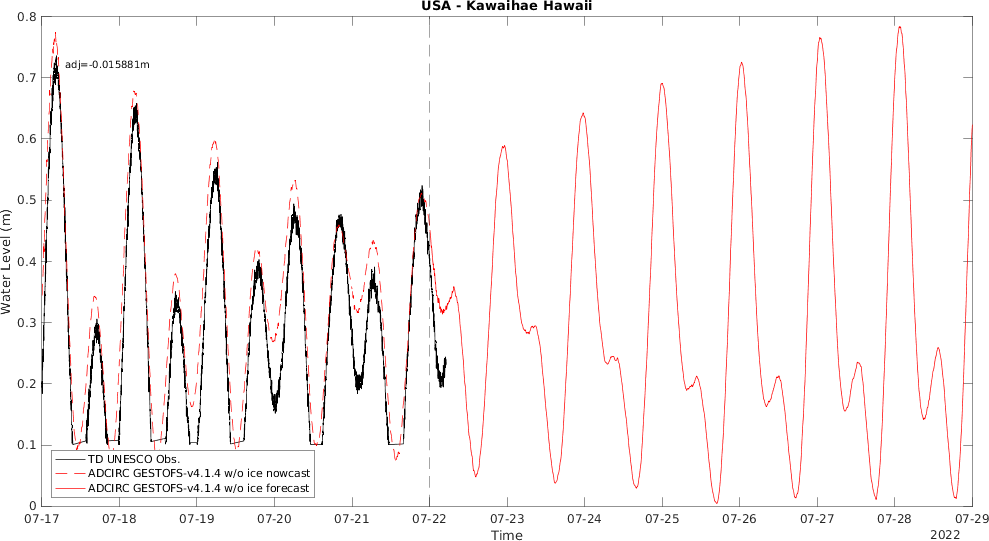 USA - Kawaihae Hawaii
0.8
0.7
0.6
0.5
0.4
0.3
0.2
0.1
0
Water Level (m)
adj=-0.015881m
TD UNESCO Obs.
ADCIRC GESTOFS-v4.1.4 w/o ice nowcast
ADCIRC GESTOFS-v4.1.4 w/o ice forecast
07-17 07-18 07-19 07-20 07-21 07-22 07-23 07-24 07-25 07-26 07-27 07-28 07-29
Time
2022